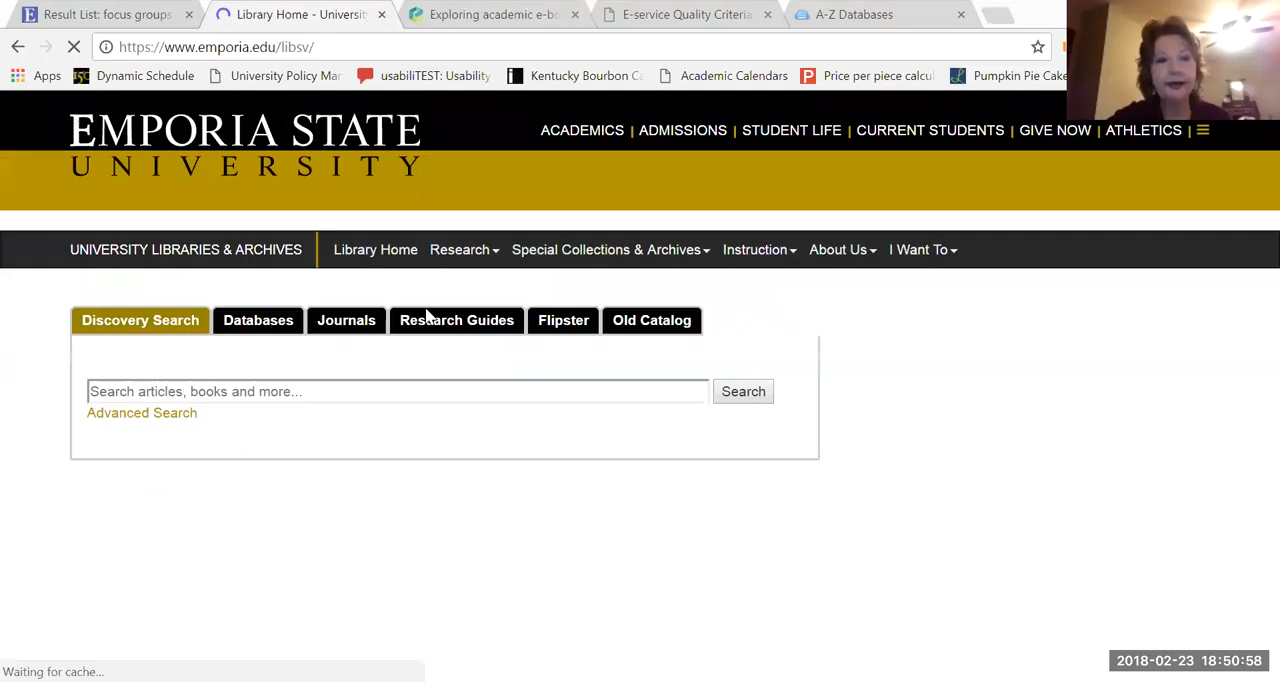 Result List: focus groups
Library Home - Universit
Exploring academic e-bo
E-service Quality Criteria
A-Z Databases
https://www.emporia.edu/libsv/
Apps
Dynamic Schedule
University Policy Mar
usabiliTEST: Usability
Kentucky Bourbon C
Academic Calendars
Price per piece calcul
Pumpkin Pie Cake
EMPORIA STATE
UNIVERSITY
ACADEMICS | ADMISSIONS | STUDENT LIFE | CURRENT STUDENTS | GIVE NOW | ATHLETICS |
UNIVERSITY LIBRARIES & ARCHIVES
Library Home Research Special Collections & Archives Instruction About Us I Want To
Discovery Search Databases Journals Research Guides Flipster Old Catalog
Search articles, books and more...
Search
Advanced Search
Waiting for cache...
2018-02-23 18:50:58